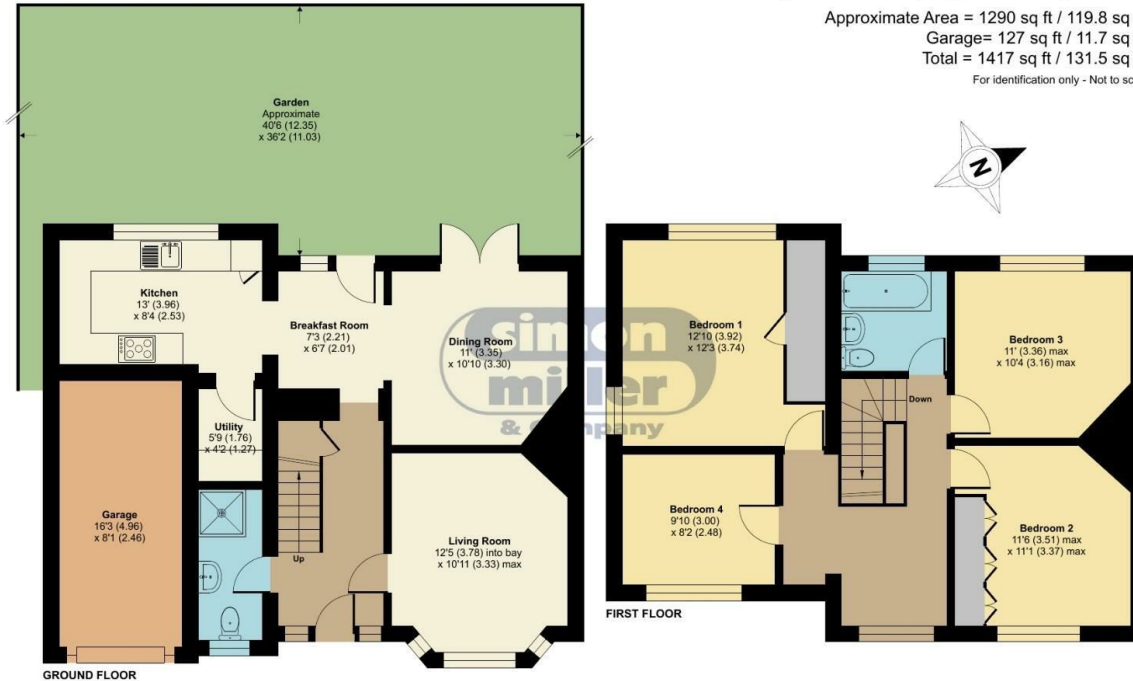 Approximate Area = 1290 sq ft / 119.8 sq
Garage= 127 sq ft / 11.7 sq
Total = 1417 sq ft / 131.5 sq
For identification only - Not to sc
Garden
Approximate
40'6 (12.35)
x 36'2 (11.03)
N
Kitchen
13' (3.96)
x 8'4 (2.53)
Breakfast Room
7'3 (2.21)
x 6'7 (2.01)
Dining Room
11' (3.35)
x 10'10 (3.30)
Utility
5'9 (1.76)
x 4'2 (1.27)
Garage
16'3 (4.96)
x 8'1 (2.46)
Up
Living Room
12'5 (3.78) into bay
x 10'11 (3.33) max
GROUND FLOOR
Bedroom 1
12'10 (3.92)
x 12'3 (3.74)
Bedroom 3
11' (3.36) max
x 10'4 (3.16) max
Down
Bedroom 4
9'10 (3.00)
x 8'2 (2.48)
Bedroom 2
11'6 (3.51) max
x 11'1 (3.37) max
FIRST FLOOR
simon
miller
& Company